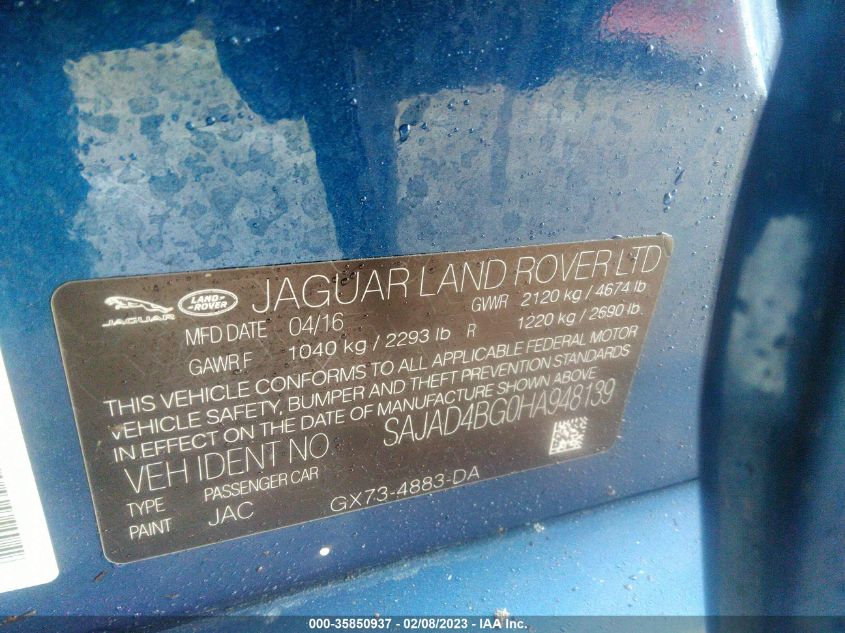 JAGUAR LAND ROVER JAGUAR LAND ROVER LTD
MFD DATE 04/16 GVWR 2120 kg / 4674 lb.
GAWR F 1040 kg / 2293 lb R 1220 kg / 2690 lb.
THIS VEHICLE CONFORMS TO ALL APPLICABLE FEDERAL MOTOR
VEHICLE SAFETY, BUMPER AND THEFT PREVENTION STANDARDS
IN EFFECT ON THE DATE OF MANUFACTURE SHOWN ABOVE.
VEH IDENT NO SAJAD4BG0HA948139
TYPE PASSENGER CAR
PAINT JAC GX73-4883-DA
000-35850937 - 02/08/2023 - IAA Inc.